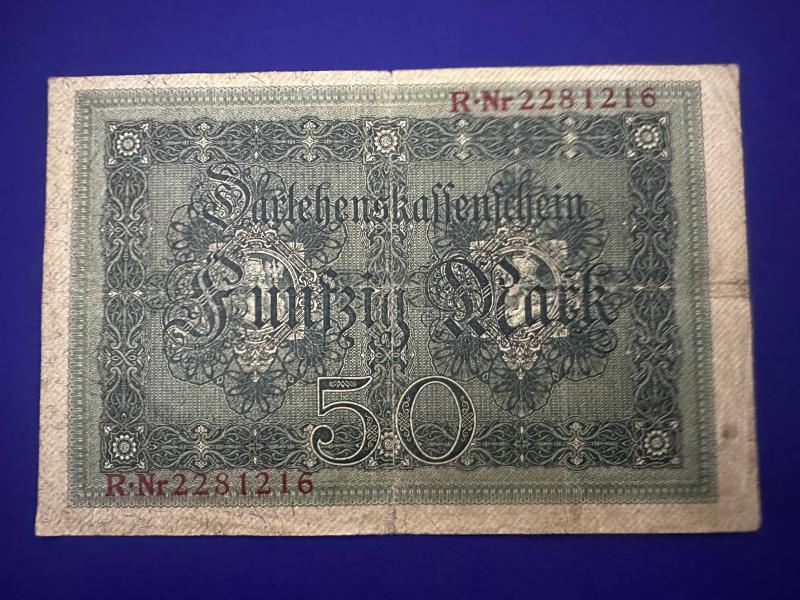 R·Nr 2281216
Darlehenskassenschein
Fünfzig Mark
50
R·Nr 2281216